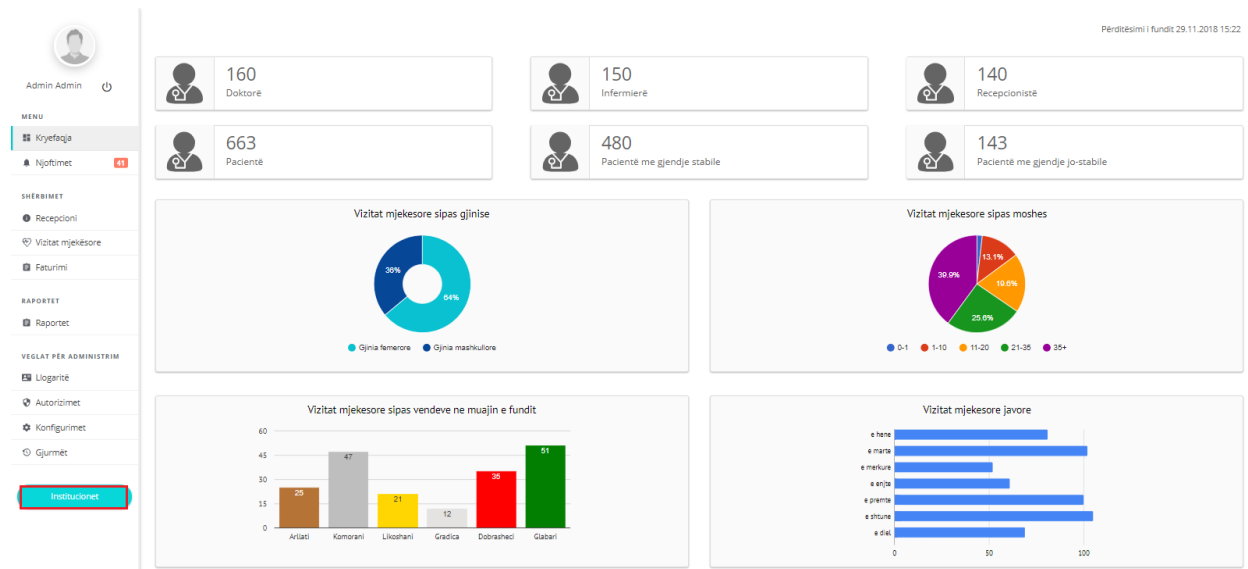 Përditësimi i fundit 29.11.2018 15:22
Admin Admin
MENU
Kryefaqja
Njoftimet 41
SHËRBIMET
Recepcioni
Vizitat mjekësore
Faturimi
RAPORTET
Raportet
VEGLAT PËR ADMINISTRIM
Llogaritë
Autorizimet
Konfigurimet
Gjurmët
Institucionet
160
Doktorë
150
Infermierë
140
Recepcionistë
663
Pacientë
480
Pacientë me gjendje stabile
143
Pacientë me gjendje jo-stabile
Vizitat mjekesore sipas gjinise
36%
64%
Gjinia femerore Gjinia mashkullore
Vizitat mjekesore sipas moshes
13.1%
39.9%
19.6%
25.6%
0-1 1-10 11-20 21-35 35+
Vizitat mjekesore sipas vendeve ne muajin e fundit
60
45
30
15
0
25
47
21
12
35
51
Arllati Komorani Likoshani Gradica Dobrasheci Glabari
Vizitat mjekesore javore
e hene
e marte
e merkure
e enjte
e premte
e shtune
e diel
0 50 100